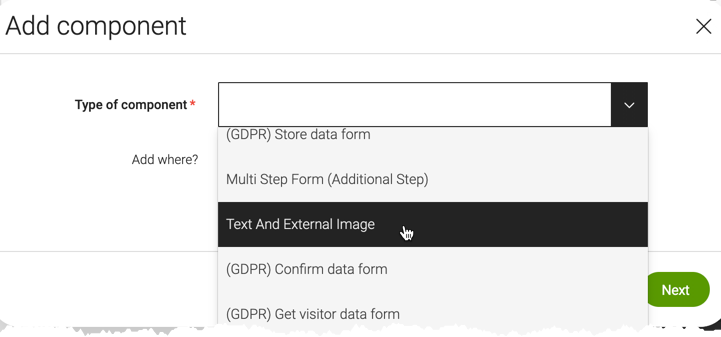 Add component
Type of component *
(GDPR) Store data form
Add where?
Multi Step Form (Additional Step)
Text And External Image
(GDPR) Confirm data form
Next
(GDPR) Get visitor data form